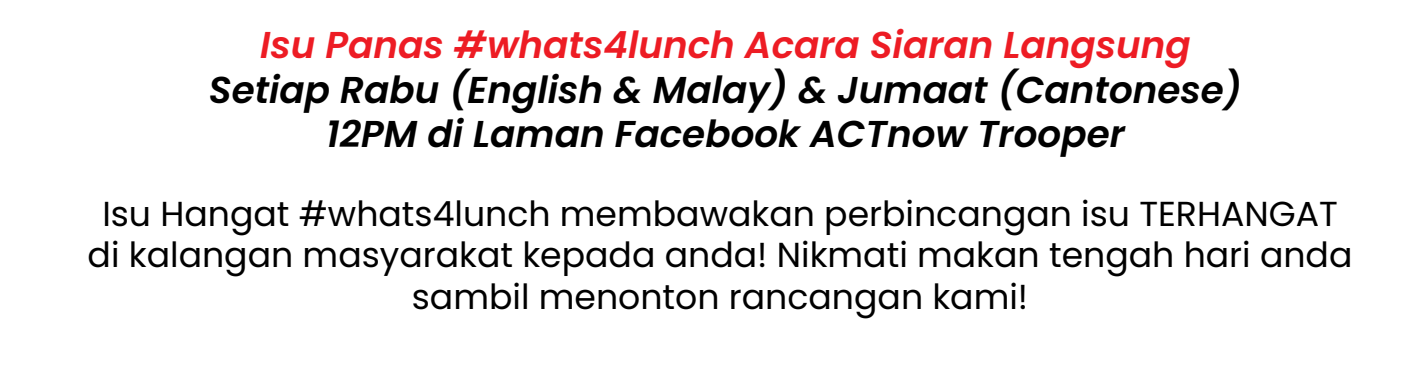 Isu Panas #whats4lunch Acara Siaran Langsung
Setiap Rabu (English & Malay) & Jumaat (Cantonese)
12PM di Laman Facebook ACTnow Trooper
Isu Hangat #whats4lunch membawakan perbincangan isu TERHANGAT
di kalangan masyarakat kepada anda! Nikmati makan tengah hari anda
sambil menonton rancangan kami!